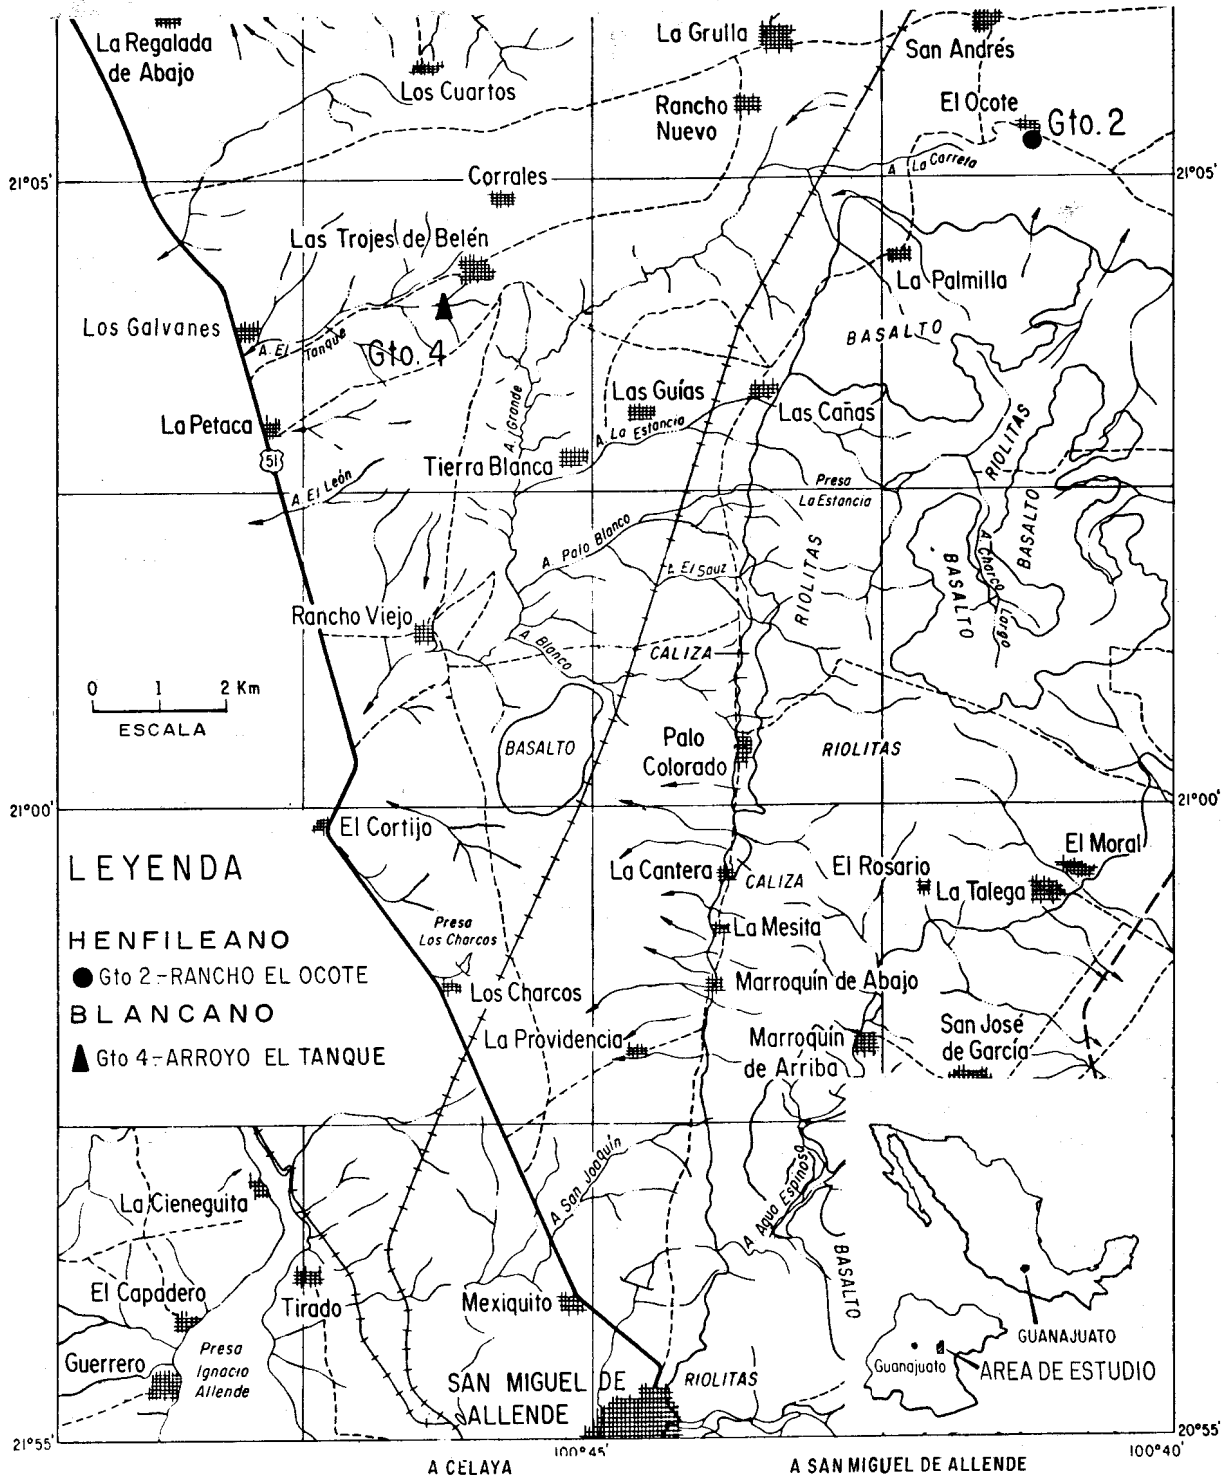 La Regalada
de Abajo
Los Cuartos
La Grulla
San Andrés
Rancho
Nuevo
El Ocote
Gto. 2
21°05'
A. La Carreta
21°05'
Corrales
Las Trojes de Belén
La Palmilla
Los Galvanes
A. El Tanque
Gto. 4
BASALTO
La Petaca
51
A. Grande
Las Guías
A. La Estancia
Las Cañas
RIOLITAS
Tierra Blanca
A. El León
Presa
La Estancia
BASALTO
A. Palo Blanco
L. El Sauz
RIOLITAS
BASALTO
A. Charco Largo
Rancho Viejo
A. Blanco
CALIZA
0 1 2 Km
ESCALA
BASALTO
Palo
Colorado
RIOLITAS
21°00'
21°00'
El Cortijo
LEYENDA
La Cantera
CALIZA
El Rosario
El Moral
La Talega
HENFILEANO
Gto 2.-RANCHO EL OCOTE
BLANCANO
Gto 4.-ARROYO EL TANQUE
Presa
Los Charcos
La Mesita
Los Charcos
Marroquín de Abajo
La Providencia
Marroquín
de Arriba
San José
de García
La Cieneguita
A San Joaquín
A Agua Espinosa
BASALTO
El Capadero
Tirado
Mexiquito
Guerrero
Presa
Ignacio
Allende
SAN MIGUEL DE
ALLENDE
RIOLITAS
GUANAJUATO
Guanajuato
AREA DE ESTUDIO
21°55'
20°55'
100°45'
100°40'
A CELAYA
A SAN MIGUEL DE ALLENDE